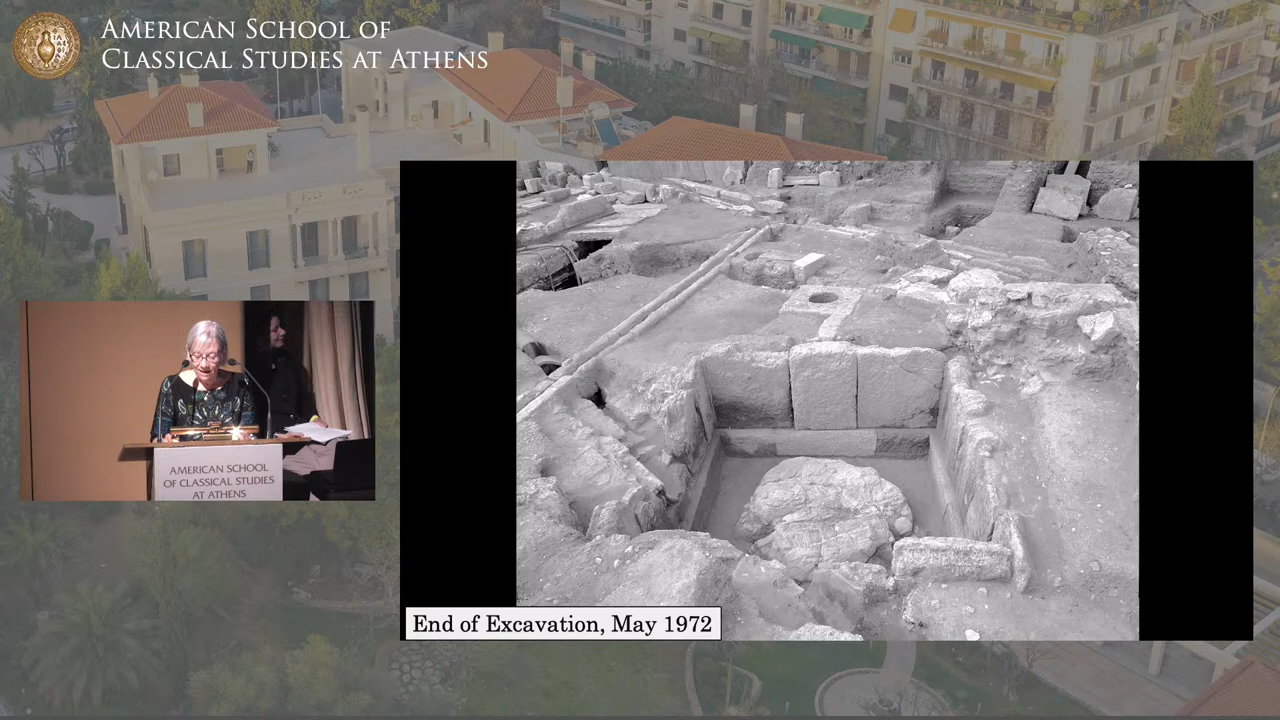 AMERICAN SCHOOL OF
CLASSICAL STUDIES AT ATHENS
AMERICAN SCHOOL
OF CLASSICAL STUDIES
AT ATHENS
End of Excavation, May 1972